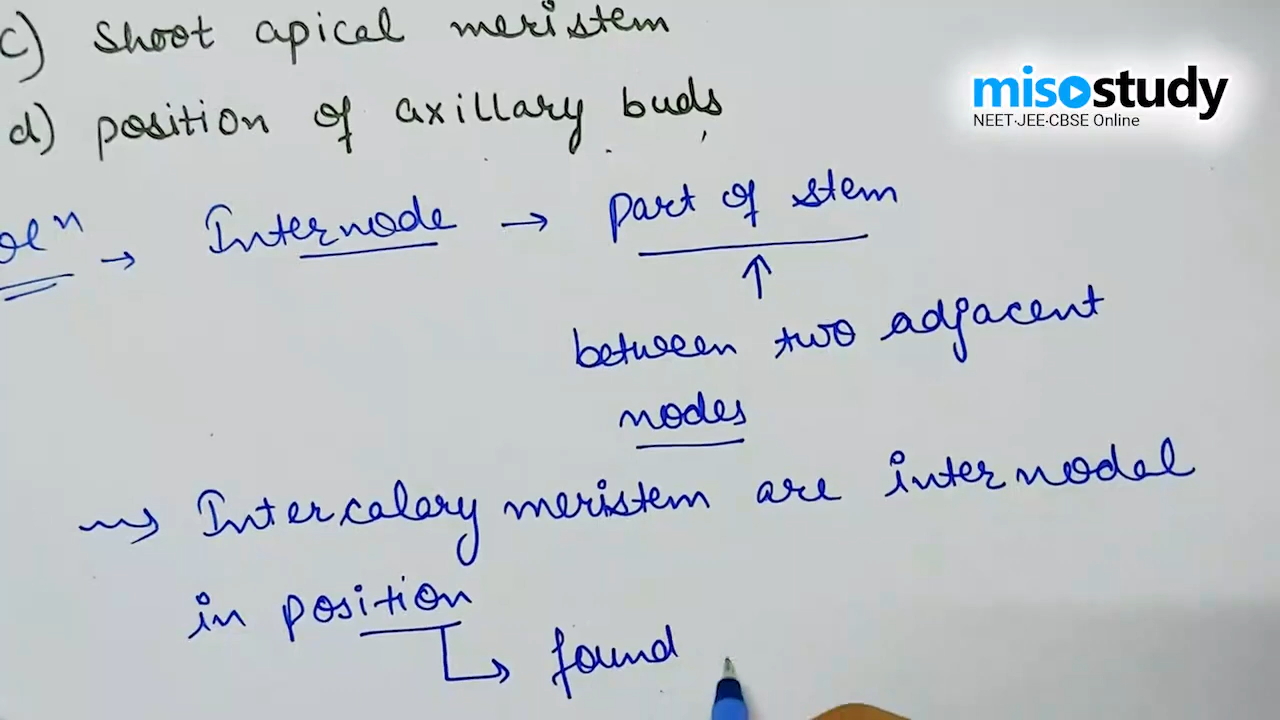 c) Shoot apical meristem
d) position of axillary buds
misostudy
NEET·JEE·CBSE Online
→ Internode → Part of stem
↑
between two adjacent
nodes
Intercalary meristem are internodal
in position
→ found